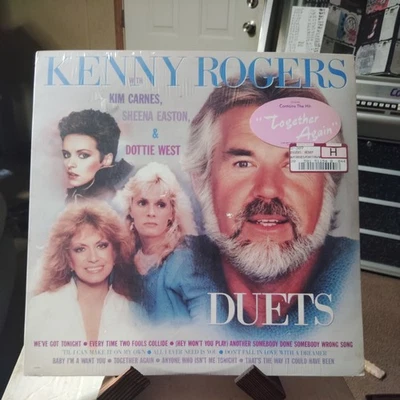 KENNY ROGERS
WITH
KIM CARNES,
SHEENA EASTON,
&
DOTTIE WEST
Contains The Hit
"Together
Again"
H
DUETS
WE'VE GOT TONIGHT • EVERY TIME TWO FOOLS COLLIDE • (HEY WON'T YOU PLAY) ANOTHER SOMEBODY DONE SOMEBODY WRONG SONG
'TIL I CAN MAKE IT ON MY OWN • ALL I EVER NEED IS YOU • DON'T FALL IN LOVE WITH A DREAMER
BABY I'M A WANT YOU • TOGETHER AGAIN • ANYONE WHO ISN'T ME TONIGHT • THAT'S THE WAY IT COULD HAVE BEEN